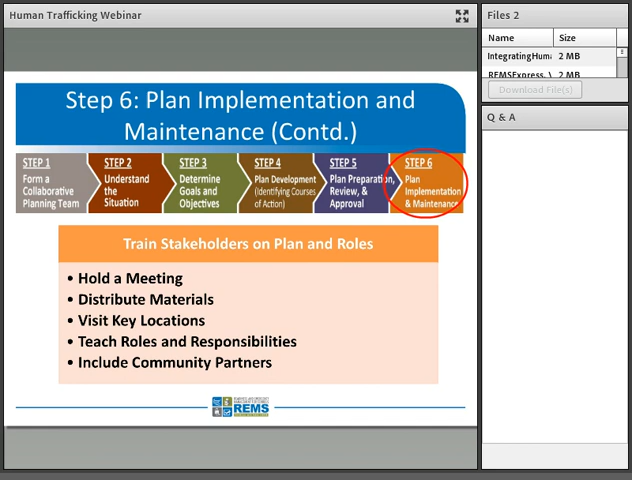 Human Trafficking Webinar
Step 6: Plan Implementation and
Maintenance (Contd.)
STEP 1
Form a
Collaborative
Planning Team
STEP 2
Understand
the
Situation
STEP 3
Determine
Goals and
Objectives
STEP 4
Plan Development
(Identifying Courses
of Action)
STEP 5
Plan Preparation,
Review, &
Approval
STEP 6
Plan
Implementation
& Maintenance
Train Stakeholders on Plan and Roles
• Hold a Meeting
• Distribute Materials
• Visit Key Locations
• Teach Roles and Responsibilities
• Include Community Partners
REMS
Files 2
Name Size
IntegratingHuma 2 MB
REMSExpress, 2 MB
Download File(s)
Q & A